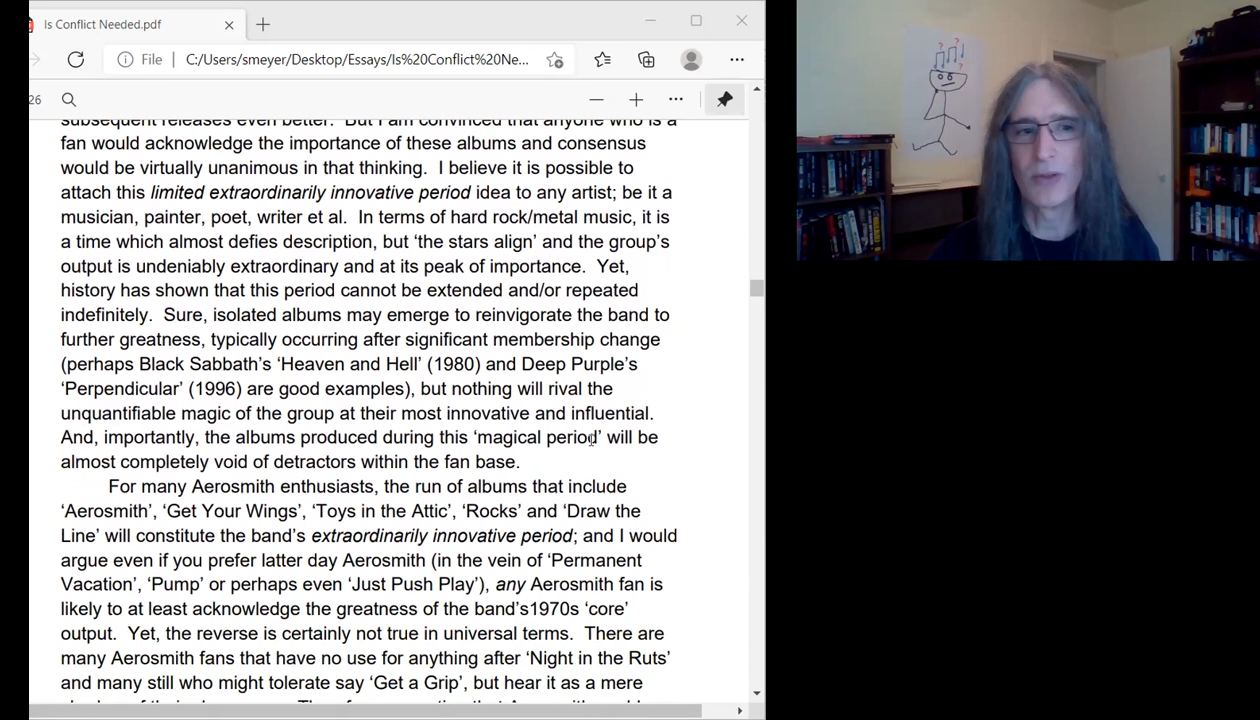 Is Conflict Needed.pdf
File
C:/Users/smeyer/Desktop/Essays/Is%20Conflict%20Ne...
26
subsequent releases even better. But I am convinced that anyone who is a
fan would acknowledge the importance of these albums and consensus
would be virtually unanimous in that thinking. I believe it is possible to
attach this limited extraordinarily innovative period idea to any artist; be it a
musician, painter, poet, writer et al. In terms of hard rock/metal music, it is
a time which almost defies description, but ‘the stars align’ and the group’s
output is undeniably extraordinary and at its peak of importance. Yet,
history has shown that this period cannot be extended and/or repeated
indefinitely. Sure, isolated albums may emerge to reinvigorate the band to
further greatness, typically occurring after significant membership change
(perhaps Black Sabbath’s ‘Heaven and Hell’ (1980) and Deep Purple’s
‘Perpendicular’ (1996) are good examples), but nothing will rival the
unquantifiable magic of the group at their most innovative and influential.
And, importantly, the albums produced during this ‘magical period’ will be
almost completely void of detractors within the fan base.
For many Aerosmith enthusiasts, the run of albums that include
‘Aerosmith’, ‘Get Your Wings’, ‘Toys in the Attic’, ‘Rocks’ and ‘Draw the
Line’ will constitute the band’s extraordinarily innovative period; and I would
argue even if you prefer latter day Aerosmith (in the vein of ‘Permanent
Vacation’, ‘Pump’ or perhaps even ‘Just Push Play’), any Aerosmith fan is
likely to at least acknowledge the greatness of the band’s1970s ‘core’
output. Yet, the reverse is certainly not true in universal terms. There are
many Aerosmith fans that have no use for anything after ‘Night in the Ruts’
and many still who might tolerate say ‘Get a Grip’, but hear it as a mere